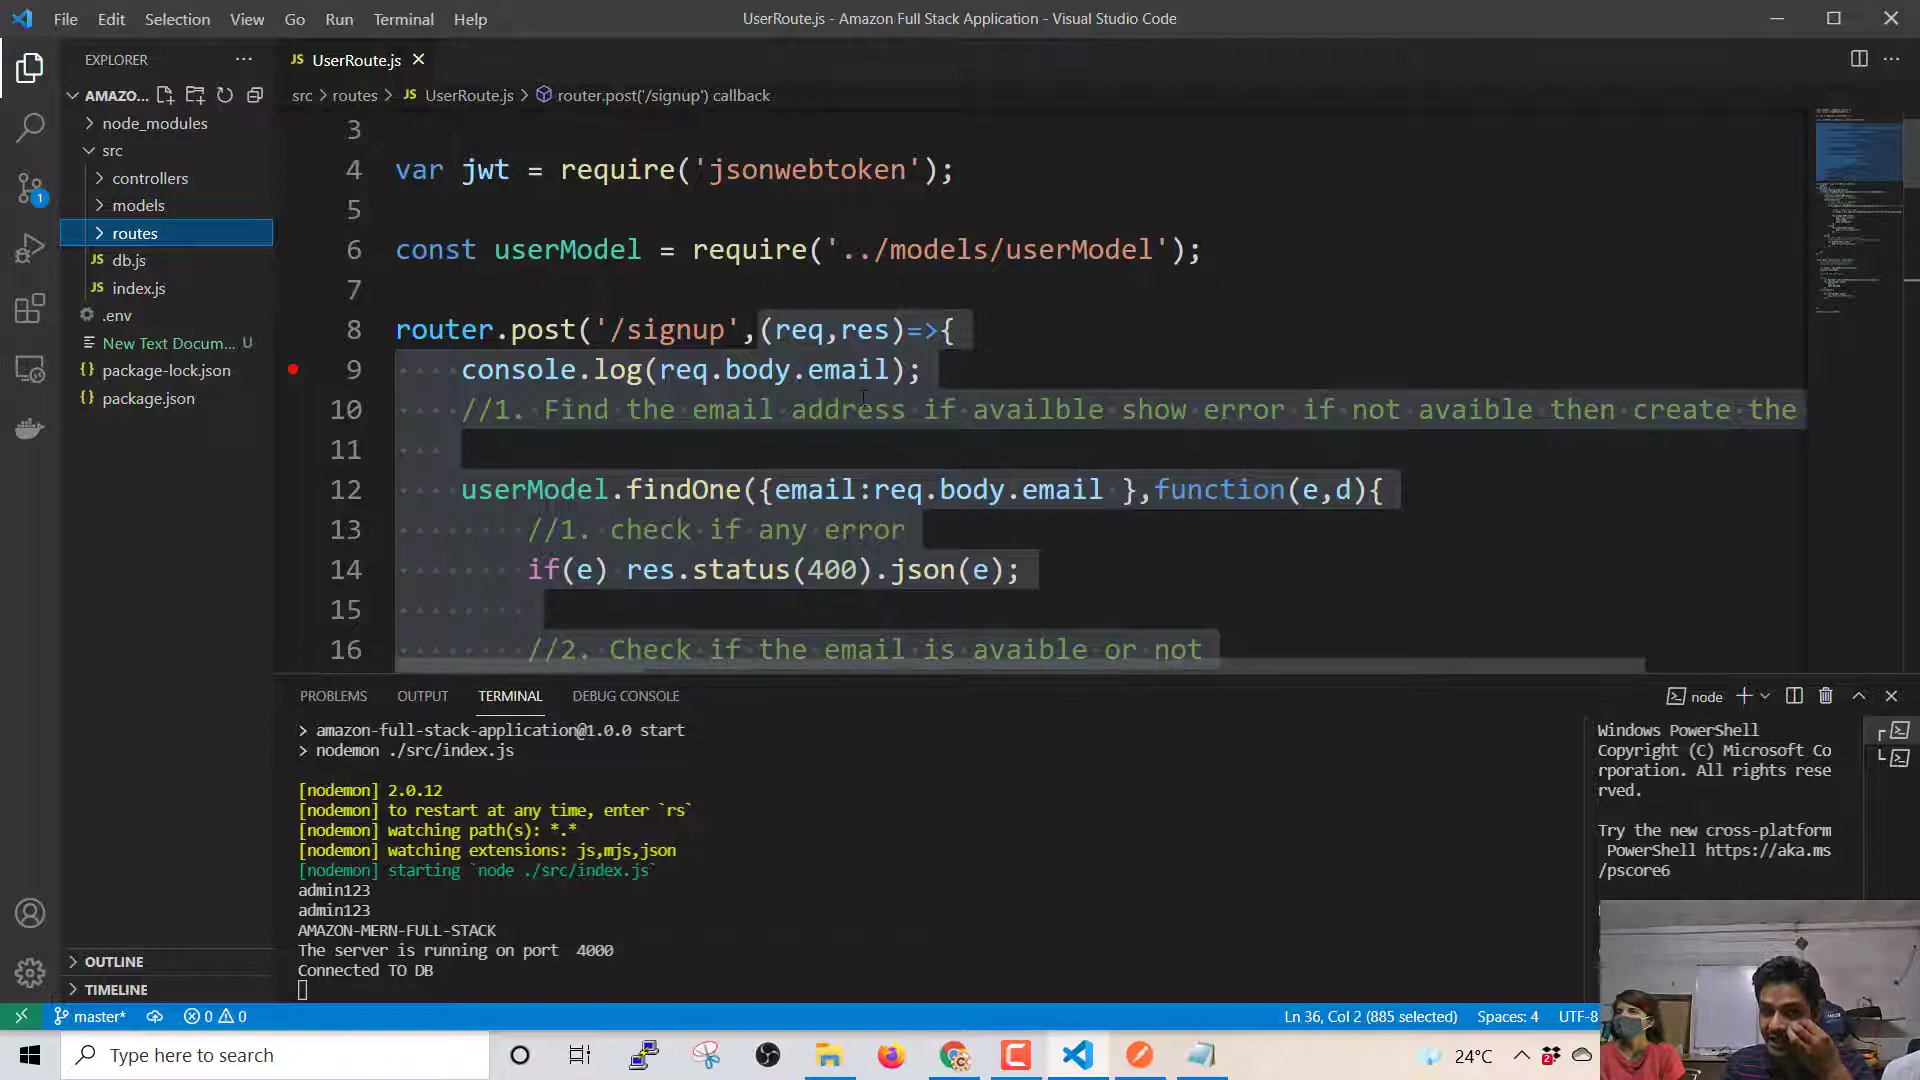 File Edit Selection View Go Run Terminal Help
UserRoute.js - Amazon Full Stack Application - Visual Studio Code
EXPLORER
AMAZO...
node_modules
src
controllers
models
routes
JS db.js
JS index.js
.env
New Text Docum... U
{} package-lock.json
{} package.json
OUTLINE
TIMELINE
1
JS UserRoute.js
src > routes > JS UserRoute.js > router.post('/signup') callback
3
4 var jwt = require('jsonwebtoken');
5
6 const userModel = require('../models/userModel');
7
8 router.post('/signup',(req,res)=>{
9 console.log(req.body.email);
10 //1. Find the email address if availble show error if not avaible then create the
11
12 userModel.findOne({email:req.body.email },function(e,d){
13 //1. check if any error
14 if(e) res.status(400).json(e);
15
16 //2. Check if the email is avaible or not
PROBLEMS OUTPUT TERMINAL DEBUG CONSOLE
node
> amazon-full-stack-application@1.0.0 start
> nodemon ./src/index.js
[nodemon] 2.0.12
[nodemon] to restart at any time, enter `rs`
[nodemon] watching path(s): *.*
[nodemon] watching extensions: js,mjs,json
[nodemon] starting `node ./src/index.js`
admin123
admin123
AMAZON-MERN-FULL-STACK
The server is running on port  4000
Connected TO DB
Windows PowerShell
Copyright (C) Microsoft Co
rporation. All rights rese
rved.
Try the new cross-platform
PowerShell https://aka.ms
/pscore6
master* 0 0
Ln 36, Col 2 (885 selected) Spaces: 4 UTF-8
Type here to search
24°C
2